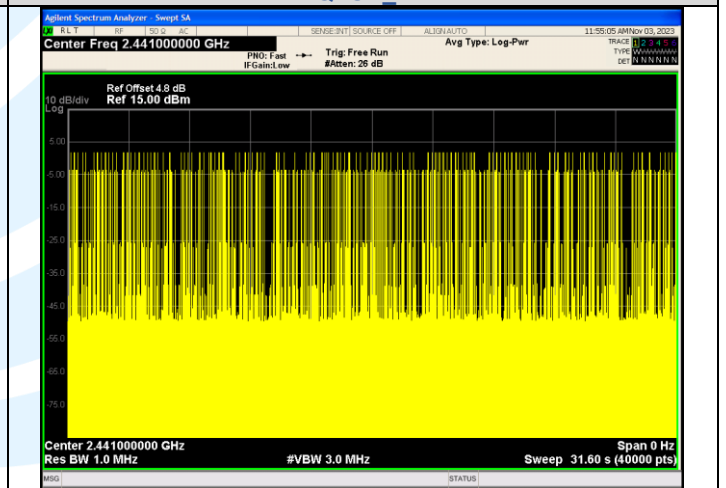 Agilent Spectrum Analyzer - Swept SA
RLT RF 50 Ω AC SENSE:INT SOURCE OFF ALIGNAUTO 11:55:05 AM Nov 03, 2023
Center Freq 2.441000000 GHz Avg Type: Log-Pwr TRACE 1 2 3 4 5 6
PNO: Fast Trig: Free Run TYPE WWWWWW
IFGain:Low #Atten: 26 dB DET N N N N N N
Ref Offset 4.8 dB
10 dB/div Ref 15.00 dBm
Log
5.00
-5.00
-15.0
-25.0
-35.0
-45.0
-55.0
-65.0
-75.0
Center 2.441000000 GHz Span 0 Hz
Res BW 1.0 MHz #VBW 3.0 MHz Sweep 31.60 s (40000 pts)
MSG STATUS